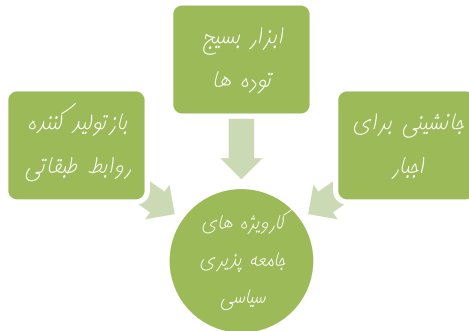 ابزار بسیج
توده ها
جانشینی برای
اجبار
بازتولید کننده
روابط طبقاتی
کارویژه های
جامعه پذیری
سیاسی